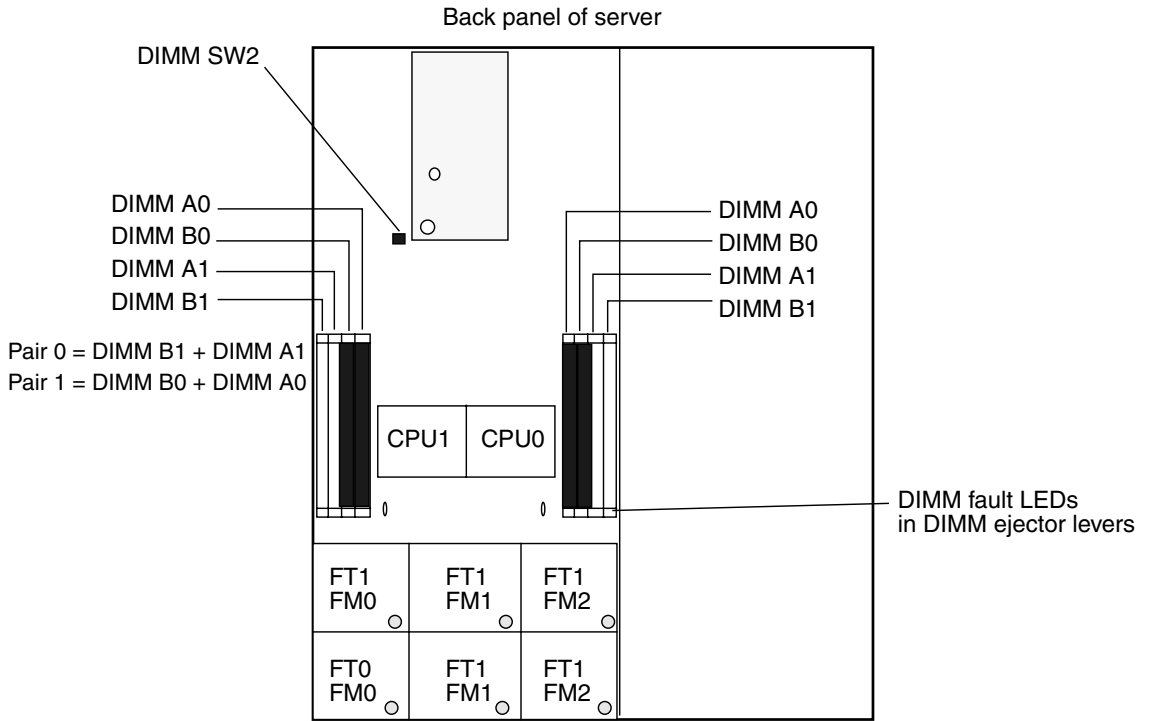 Back panel of server
DIMM SW2
DIMM A0
DIMM B0
DIMM A1
DIMM B1
DIMM A0
DIMM B0
DIMM A1
DIMM B1
Pair 0 = DIMM B1 + DIMM A1
Pair 1 = DIMM B0 + DIMM A0
CPU1
CPU0
DIMM fault LEDs
in DIMM ejector levers
FT1
FM0
FT1
FM1
FT1
FM2
FT0
FM0
FT1
FM1
FT1
FM2